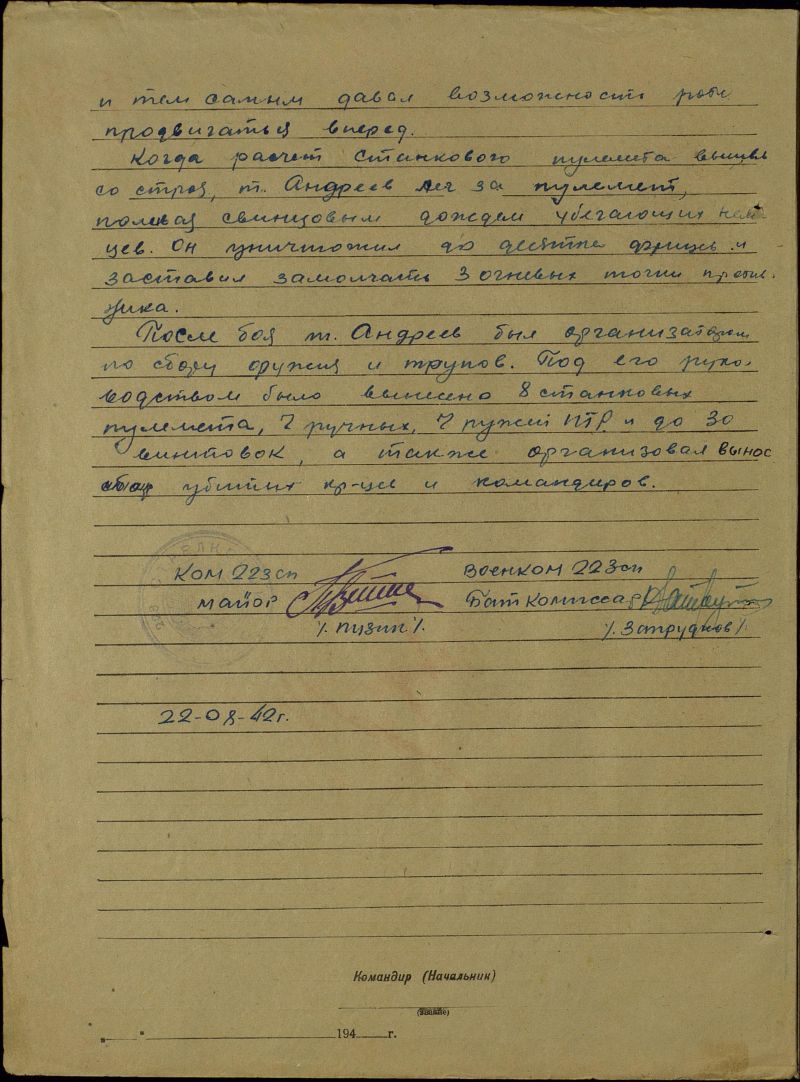 и тем самым давал возможность роте
продвигаться вперед.
Когда расчет станкового пулемета вышел
со строя, т. Андреев лег за пулемет,
поливая свинцовым дождем убегающих нем
цев. Он уничтожил до десятка фрицев и
заставил замолчать 3 огневых точки против.
ника.
После боя т. Андреев был организатором
по сбору оружия и трупов. Под его руко-
водством было вынесено 8 станковых
пулемета, 7 ручных, 7 ружей ПТР и до 30
винтовок, а также организовал вынос
убитых кр-цев и командиров.
Ком 223сп Военком 223сп
майор Бат Комиссар
/. Пузин /. /. Запруднов /.
22-08-42г.
Командир (Начальник)
(звание)
194 г.